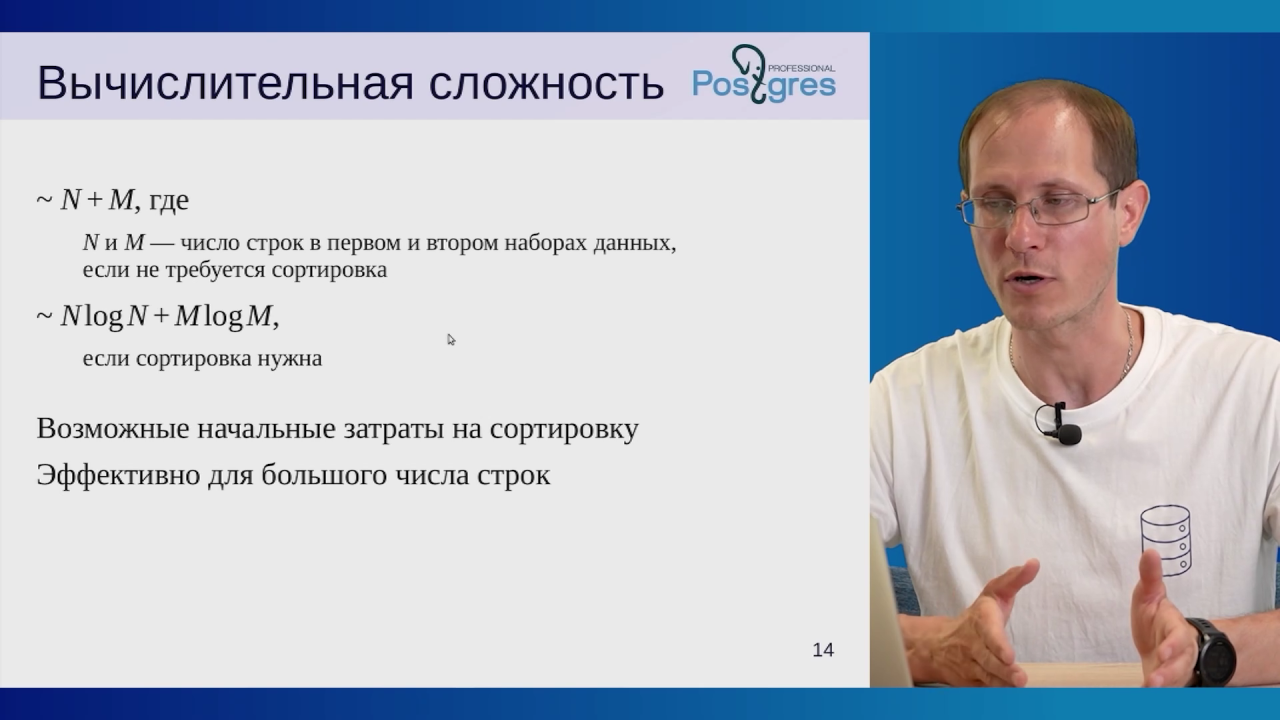 Вычислительная сложность
PROFESSIONAL
Postgres
~ N + M, где
N и M — число строк в первом и втором наборах данных,
если не требуется сортировка
~ N log N + M log M,
если сортировка нужна
Возможные начальные затраты на сортировку
Эффективно для большого числа строк
14